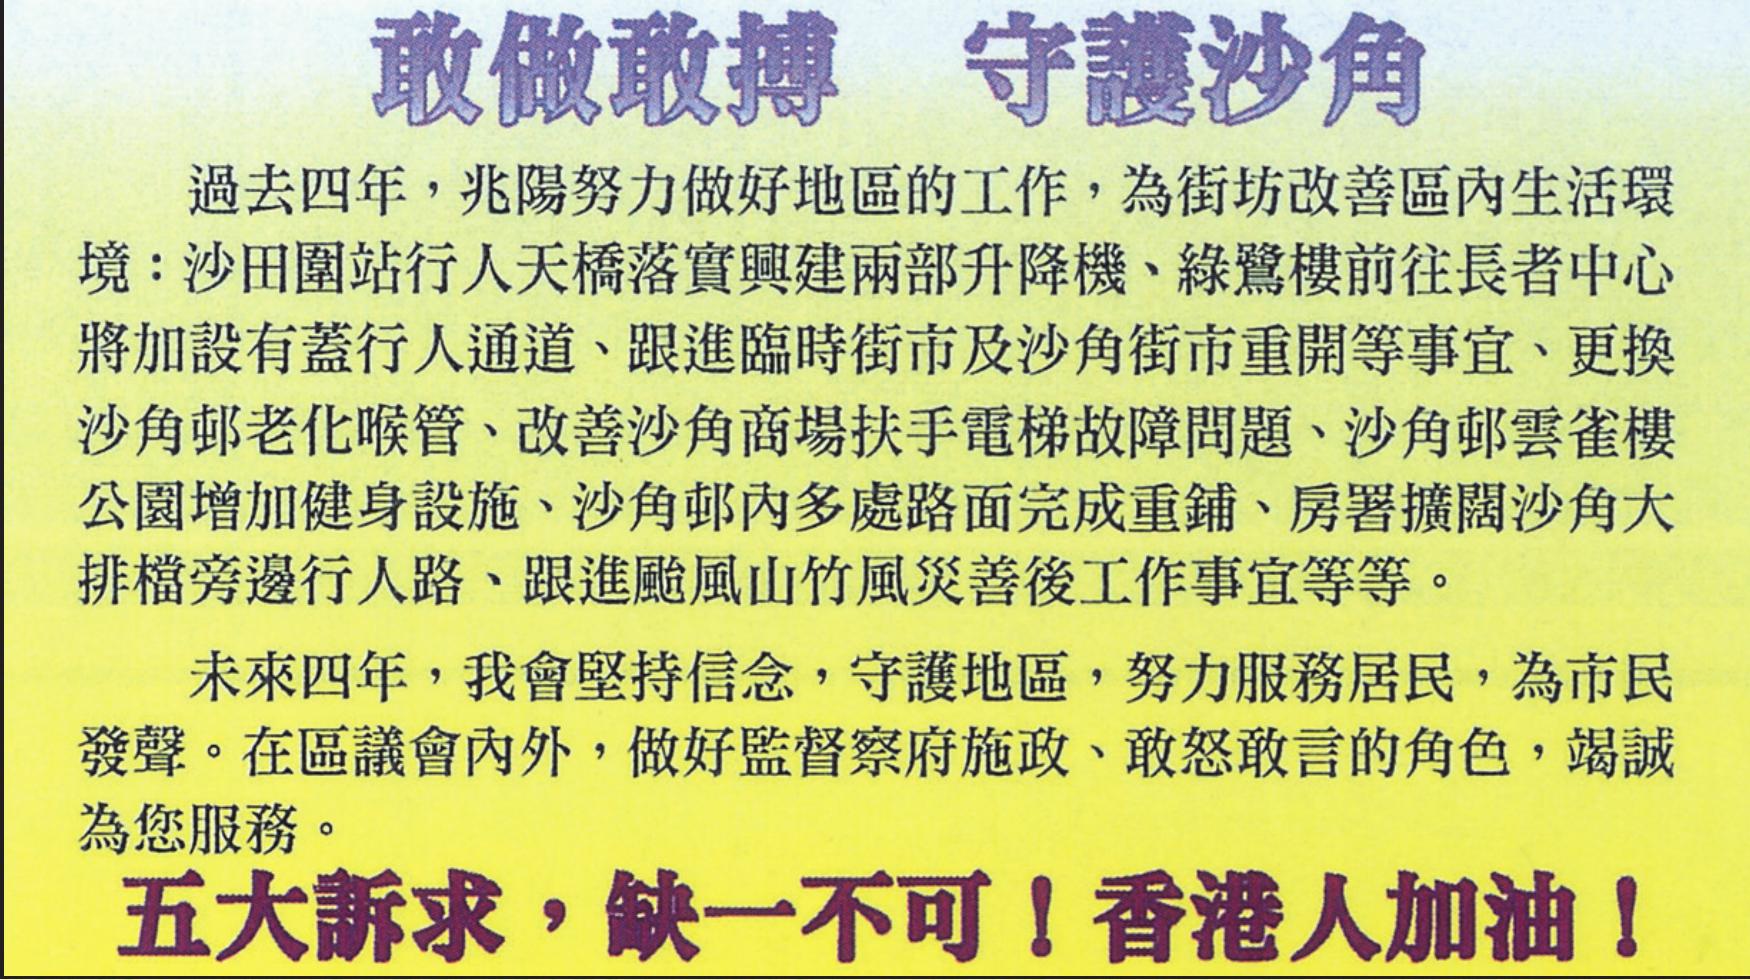 敢做敢搏　守護沙角
過去四年，兆陽努力做好地區的工作，為街坊改善區內生活環
境：沙田圍站行人天橋落實興建兩部升降機、綠鷺樓前往長者中心
將加設有蓋行人通道、跟進臨時街市及沙角街市重開等事宜、更換
沙角邨老化喉管、改善沙角商場扶手電梯故障問題、沙角邨雲雀樓
公園增加健身設施、沙角邨內多處路面完成重鋪、房署擴闊沙角大
排檔旁邊行人路、跟進颱風山竹風災善後工作事宜等等。
未來四年，我會堅持信念，守護地區，努力服務居民，為市民
發聲。在區議會內外，做好監督察府施政、敢怒敢言的角色，竭誠
為您服務。
五大訴求，缺一不可！香港人加油！